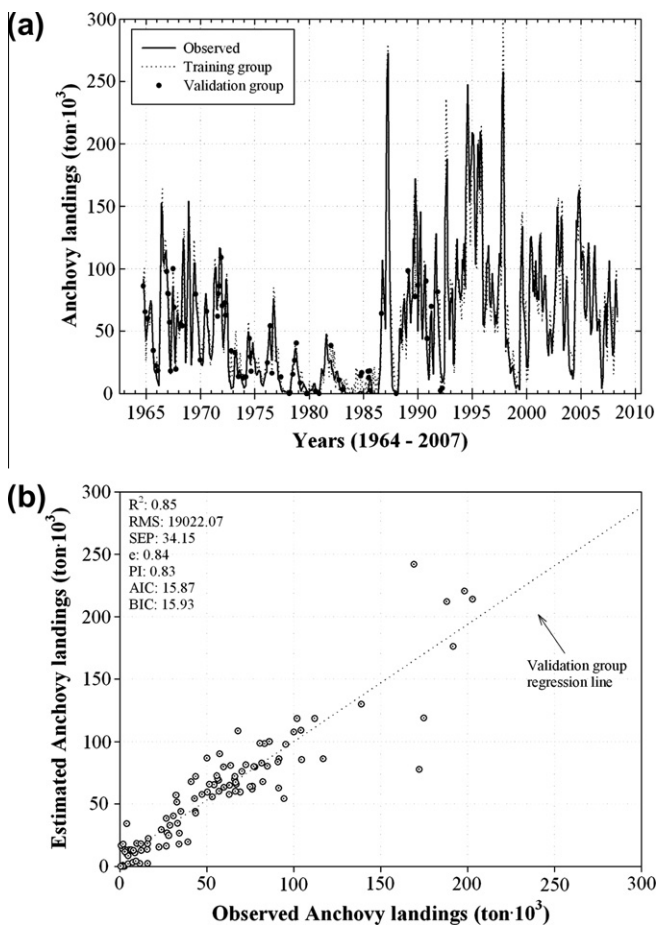 (a)
300
250
200
150
100
50
0
Anchovy landings (ton·10³)
Observed
Training group
Validation group
1965 1970 1975 1980 1985 1990 1995 2000 2005 2010
Years (1964 - 2007)
(b)
300
250
200
150
100
50
0
Estimated Anchovy landings (ton·10³)
R²: 0.85
RMS: 19022.07
SEP: 34.15
e: 0.84
PI: 0.83
AIC: 15.87
BIC: 15.93
Validation group
regression line
0 50 100 150 200 250 300
Observed Anchovy landings (ton·10³)